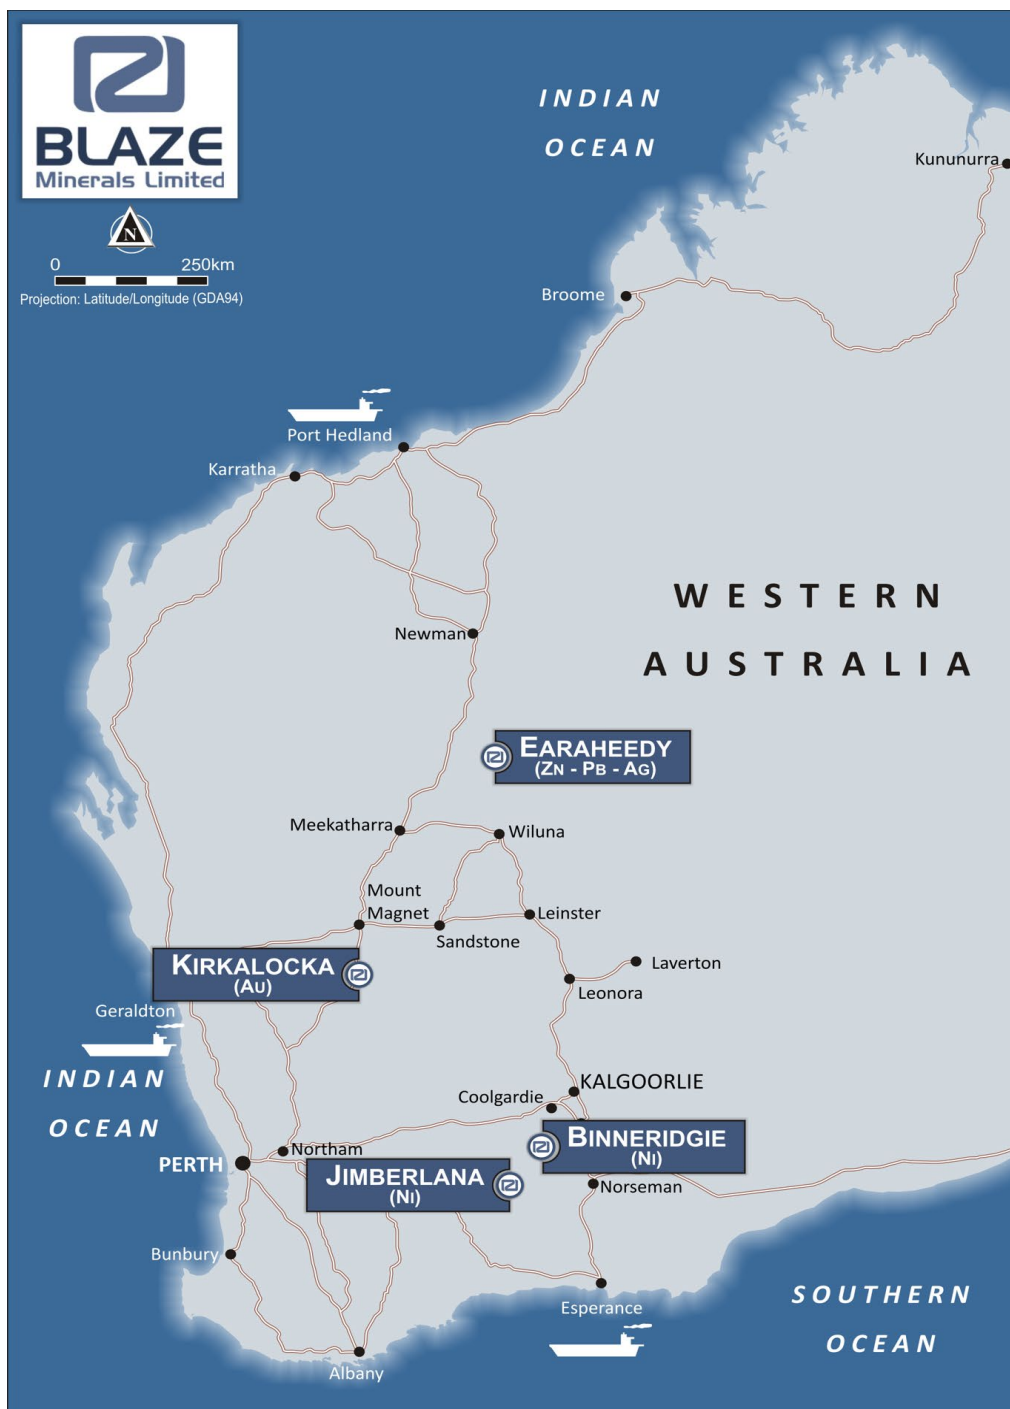 BLAZE
Minerals Limited
N
0 250km
Projection: Latitude/Longitude (GDA94)
INDIAN
OCEAN
Kununurra
Broome
Port Hedland
Karratha
WESTERN
AUSTRALIA
Newman
EARAHEEDY
(ZN - PB - AG)
Meekatharra
Wiluna
Mount
Magnet
Leinster
Sandstone
KIRKALOCKA
(AU)
Laverton
Leonora
Geraldton
INDIAN
OCEAN
KALGOORLIE
Coolgardie
BINNERIDGIE
(NI)
Northam
PERTH
JIMBERLANA
(NI)
Norseman
Bunbury
Esperance
SOUTHERN
OCEAN
Albany